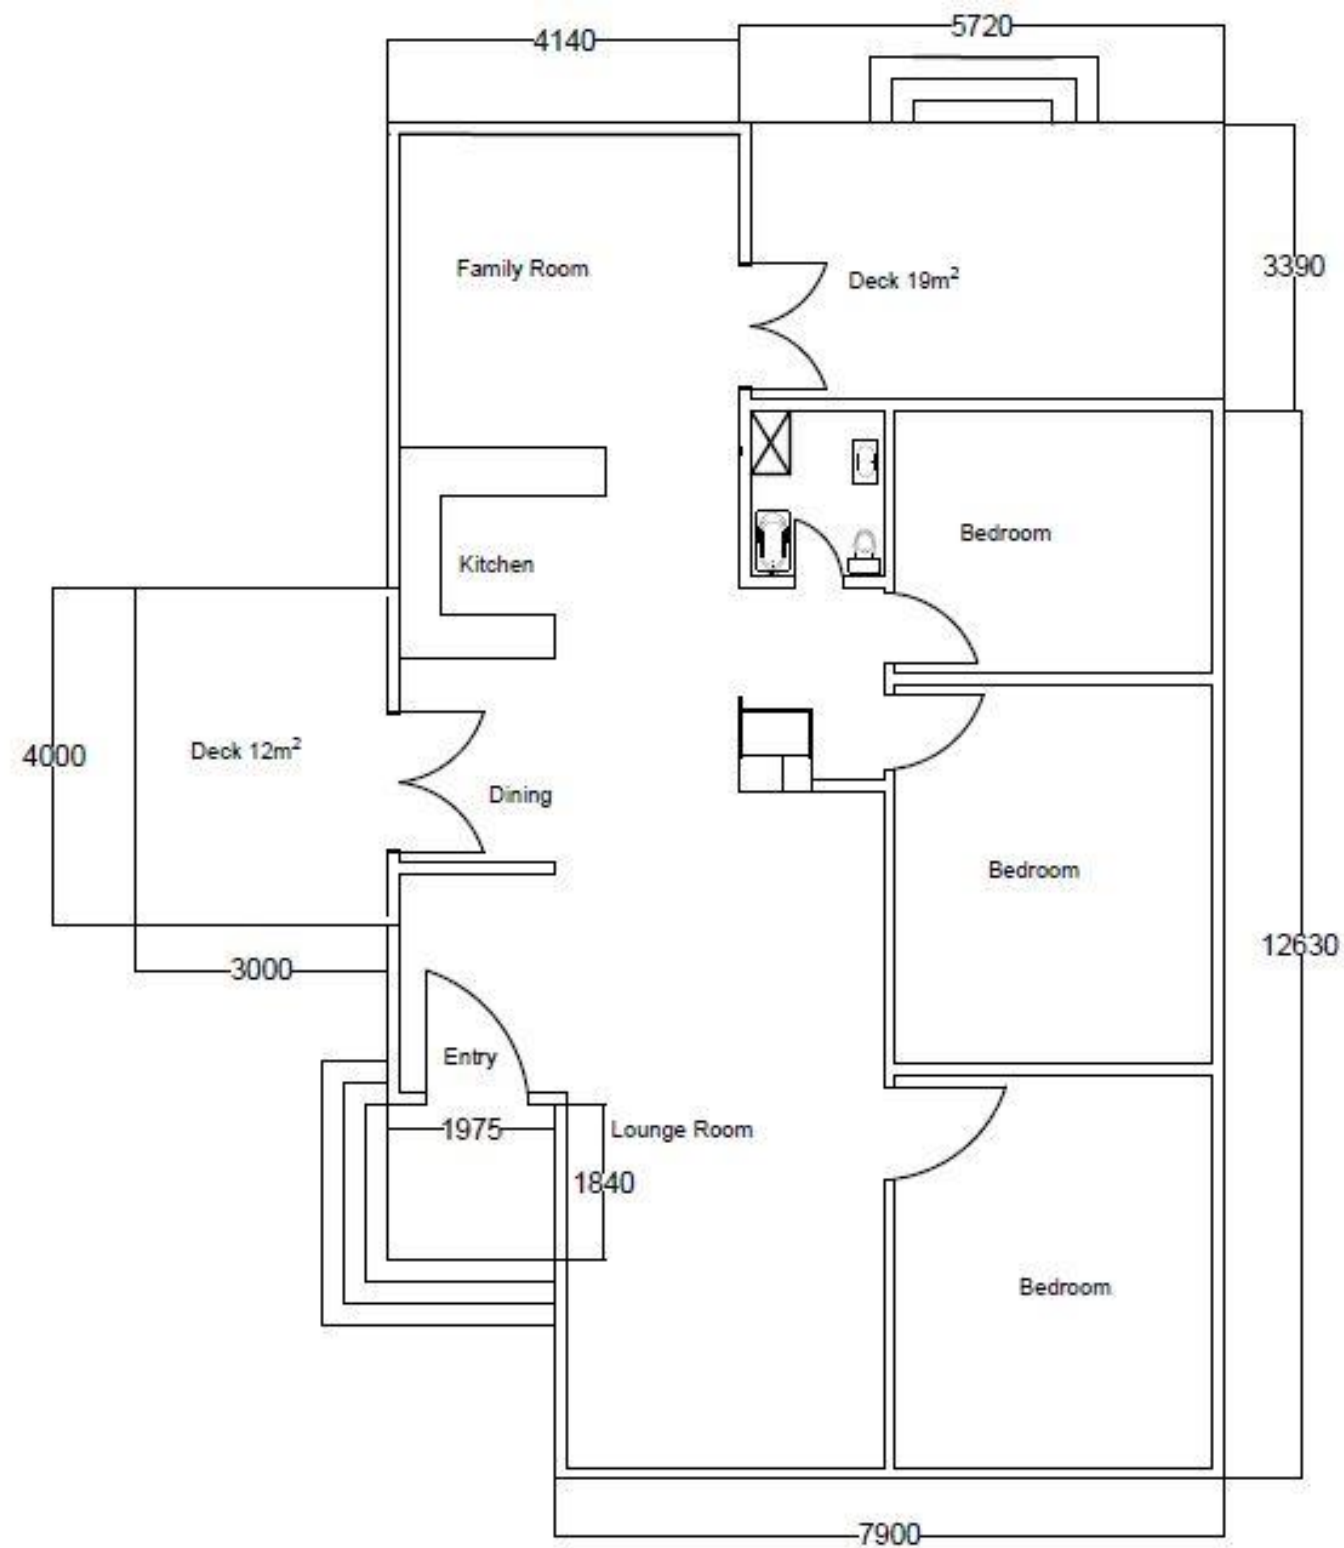 5720
4140
Family Room
3390
Deck 19m²
Bedroom
Kitchen
4000
Deck 12m²
Dining
Bedroom
12630
3000
Entry
1975
Lounge Room
1840
Bedroom
7900